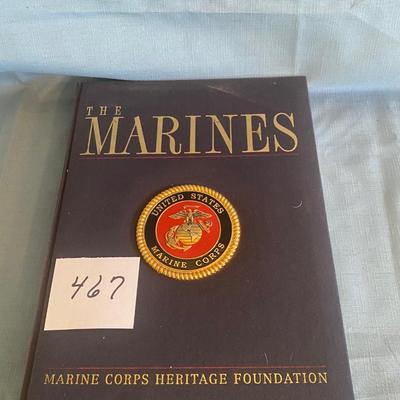 THE
MARINES
UNITED STATES
MARINE CORPS
467
MARINE CORPS HERITAGE FOUNDATION